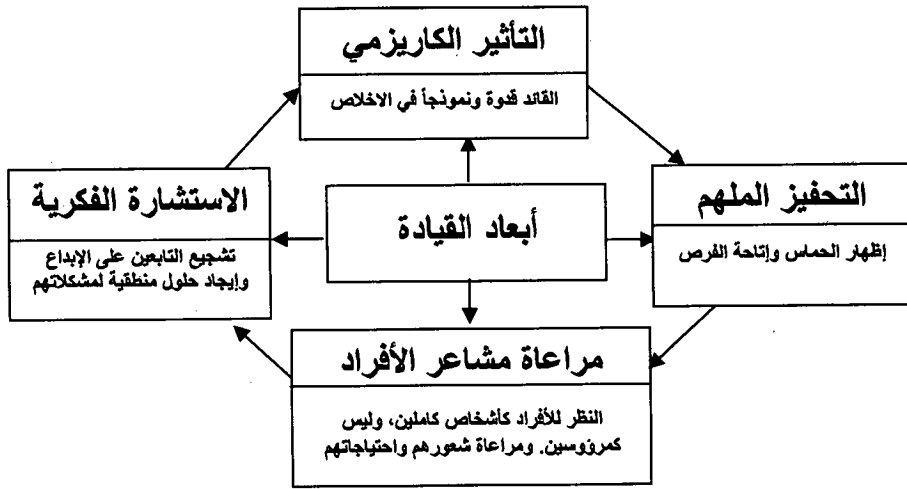 التأثير الكاريزمي
القائد قدوة ونموذجاً في الاخلاص
التحفيز الملهم
إظهار الحماس وإتاحة الفرص
أبعاد القيادة
الاستشارة الفكرية
تشجيع التابعين على الإبداع
وإيجاد حلول منطقية لمشكلاتهم
مراعاة مشاعر الأفراد
النظر للأفراد كأشخاص كاملين، وليس
كمرؤوسين. ومراعاة شعورهم واحتياجاتهم